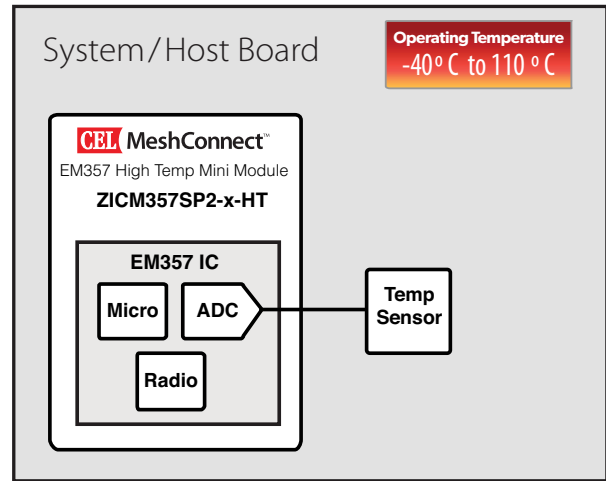 System/Host Board
Operating Temperature
-40º C to 110 º C
CEL MeshConnect™
EM357 High Temp Mini Module
ZICM357SP2-x-HT
EM357 IC
Micro
ADC
Temp
Sensor
Radio